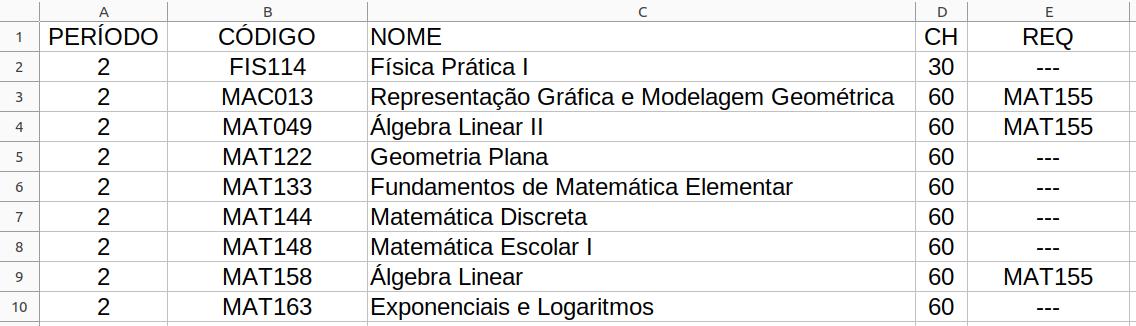 A B C D E
1 PERÍODO CÓDIGO NOME CH REQ
2 2 FIS114 Física Prática I 30 ---
3 2 MAC013 Representação Gráfica e Modelagem Geométrica 60 MAT155
4 2 MAT049 Álgebra Linear II 60 MAT155
5 2 MAT122 Geometria Plana 60 ---
6 2 MAT133 Fundamentos de Matemática Elementar 60 ---
7 2 MAT144 Matemática Discreta 60 ---
8 2 MAT148 Matemática Escolar I 60 ---
9 2 MAT158 Álgebra Linear 60 MAT155
10 2 MAT163 Exponenciais e Logaritmos 60 ---